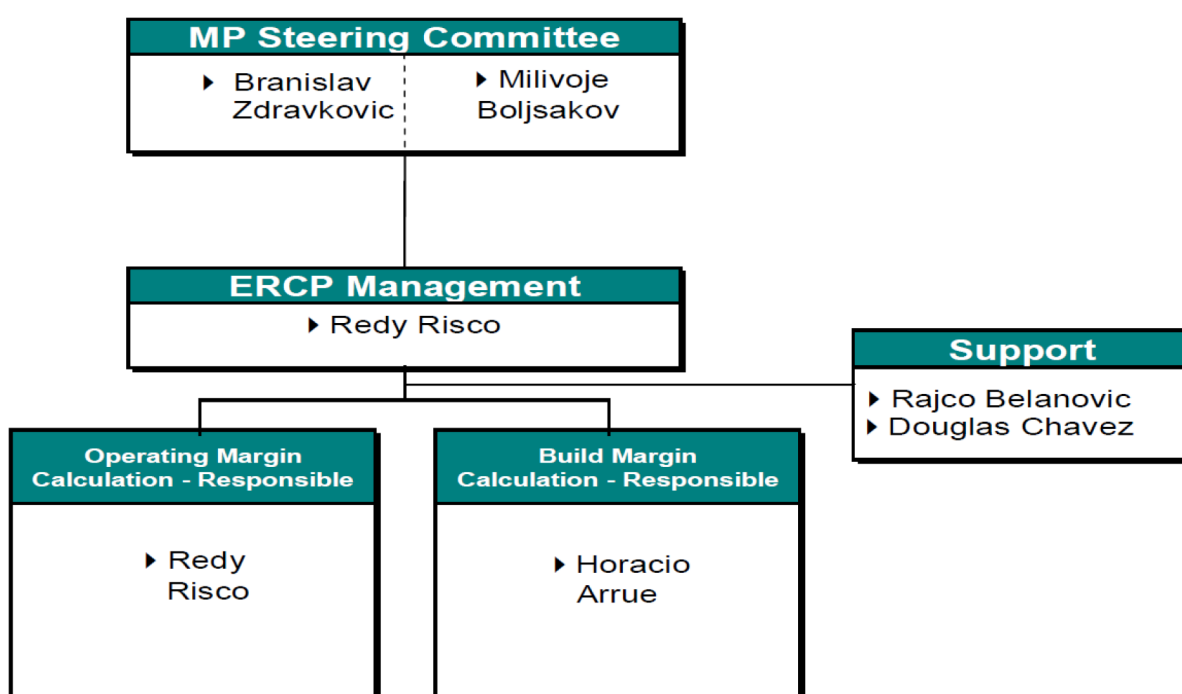 MP Steering Committee
Branislav
Zdravkovic
Milivoje
Boljsakov
ERCP Management
Redy Risco
Support
Rajco Belanovic
Douglas Chavez
Operating Margin
Calculation - Responsible
Redy
Risco
Build Margin
Calculation - Responsible
Horacio
Arrue